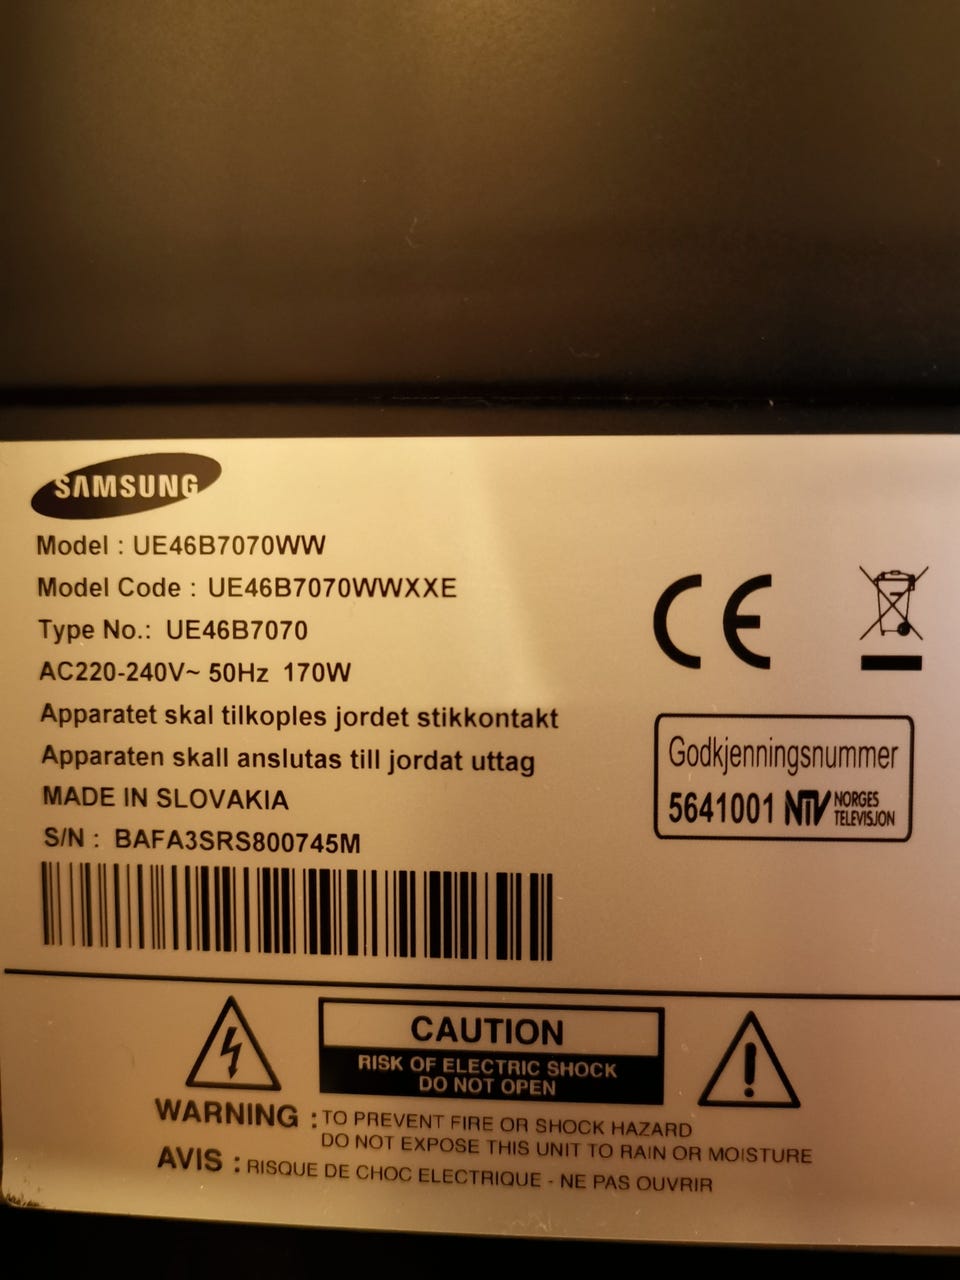 SAMSUNG
Model : UE46B7070WW
Model Code : UE46B7070WWXXE
Type No.: UE46B7070
AC220-240V~ 50Hz 170W
Apparatet skal tilkoples jordet stikkontakt
Apparaten skall anslutas till jordat uttag
MADE IN SLOVAKIA
S/N : BAFA3SRS800745M
CE
Godkjenningsnummer
5641001 NTV NORGES
TELEVISJON
CAUTION
RISK OF ELECTRIC SHOCK
DO NOT OPEN
WARNING : TO PREVENT FIRE OR SHOCK HAZARD
DO NOT EXPOSE THIS UNIT TO RAIN OR MOISTURE
AVIS : RISQUE DE CHOC ELECTRIQUE - NE PAS OUVRIR